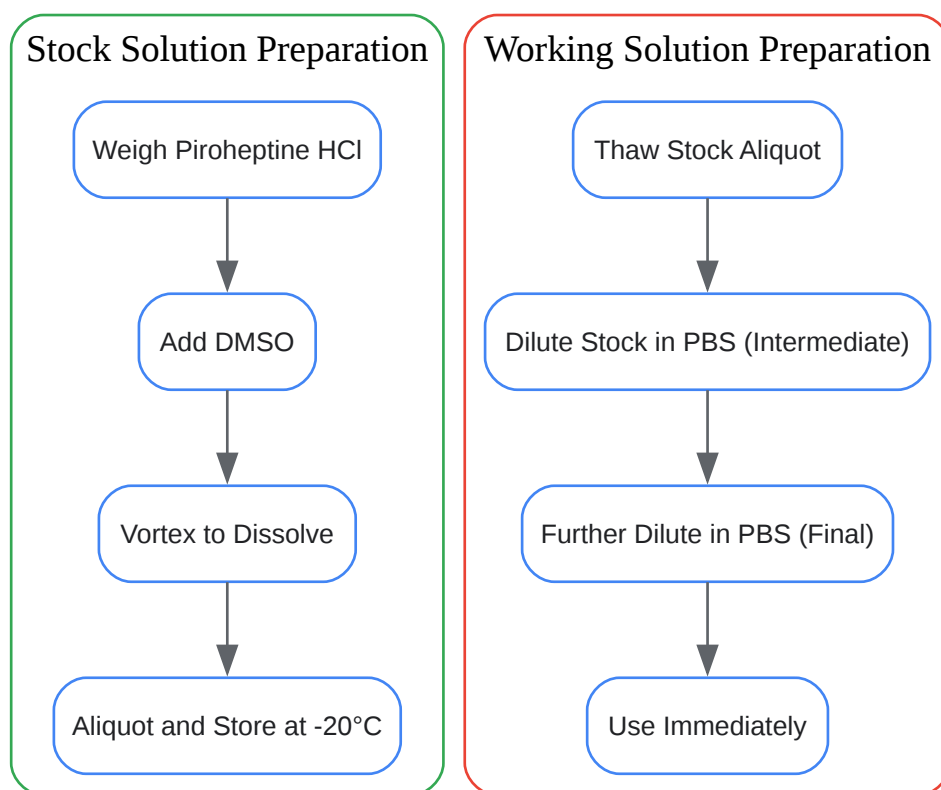 Stock Solution Preparation
Weigh Piroheptine HCl
Add DMSO
Vortex to Dissolve
Aliquot and Store at -20°C
Working Solution Preparation
Thaw Stock Aliquot
Dilute Stock in PBS (Intermediate)
Further Dilute in PBS (Final)
Use Immediately